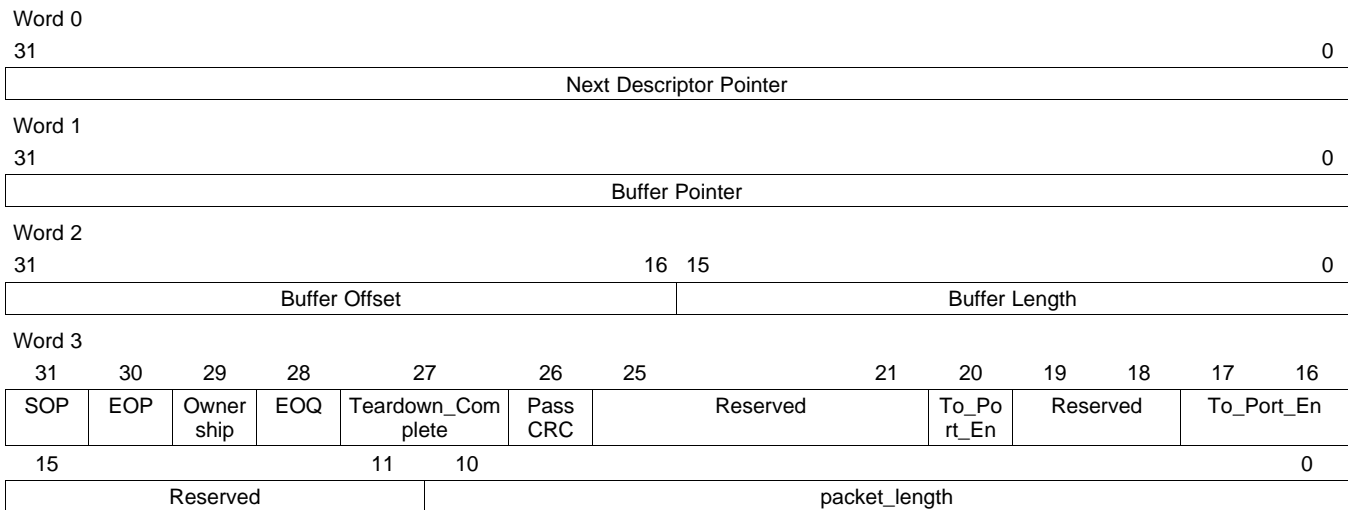 Word 0
31 0
Next Descriptor Pointer
Word 1
31 0
Buffer Pointer
Word 2
31 16 15 0
Buffer Offset Buffer Length
Word 3
31 30 29 28 27 26 25 21 20 19 18 17 16
SOP EOP Owner EOQ Teardown_Com Pass Reserved To_Po Reserved To_Port_En
ship plete CRC rt_En
15 11 10 0
Reserved packet_length